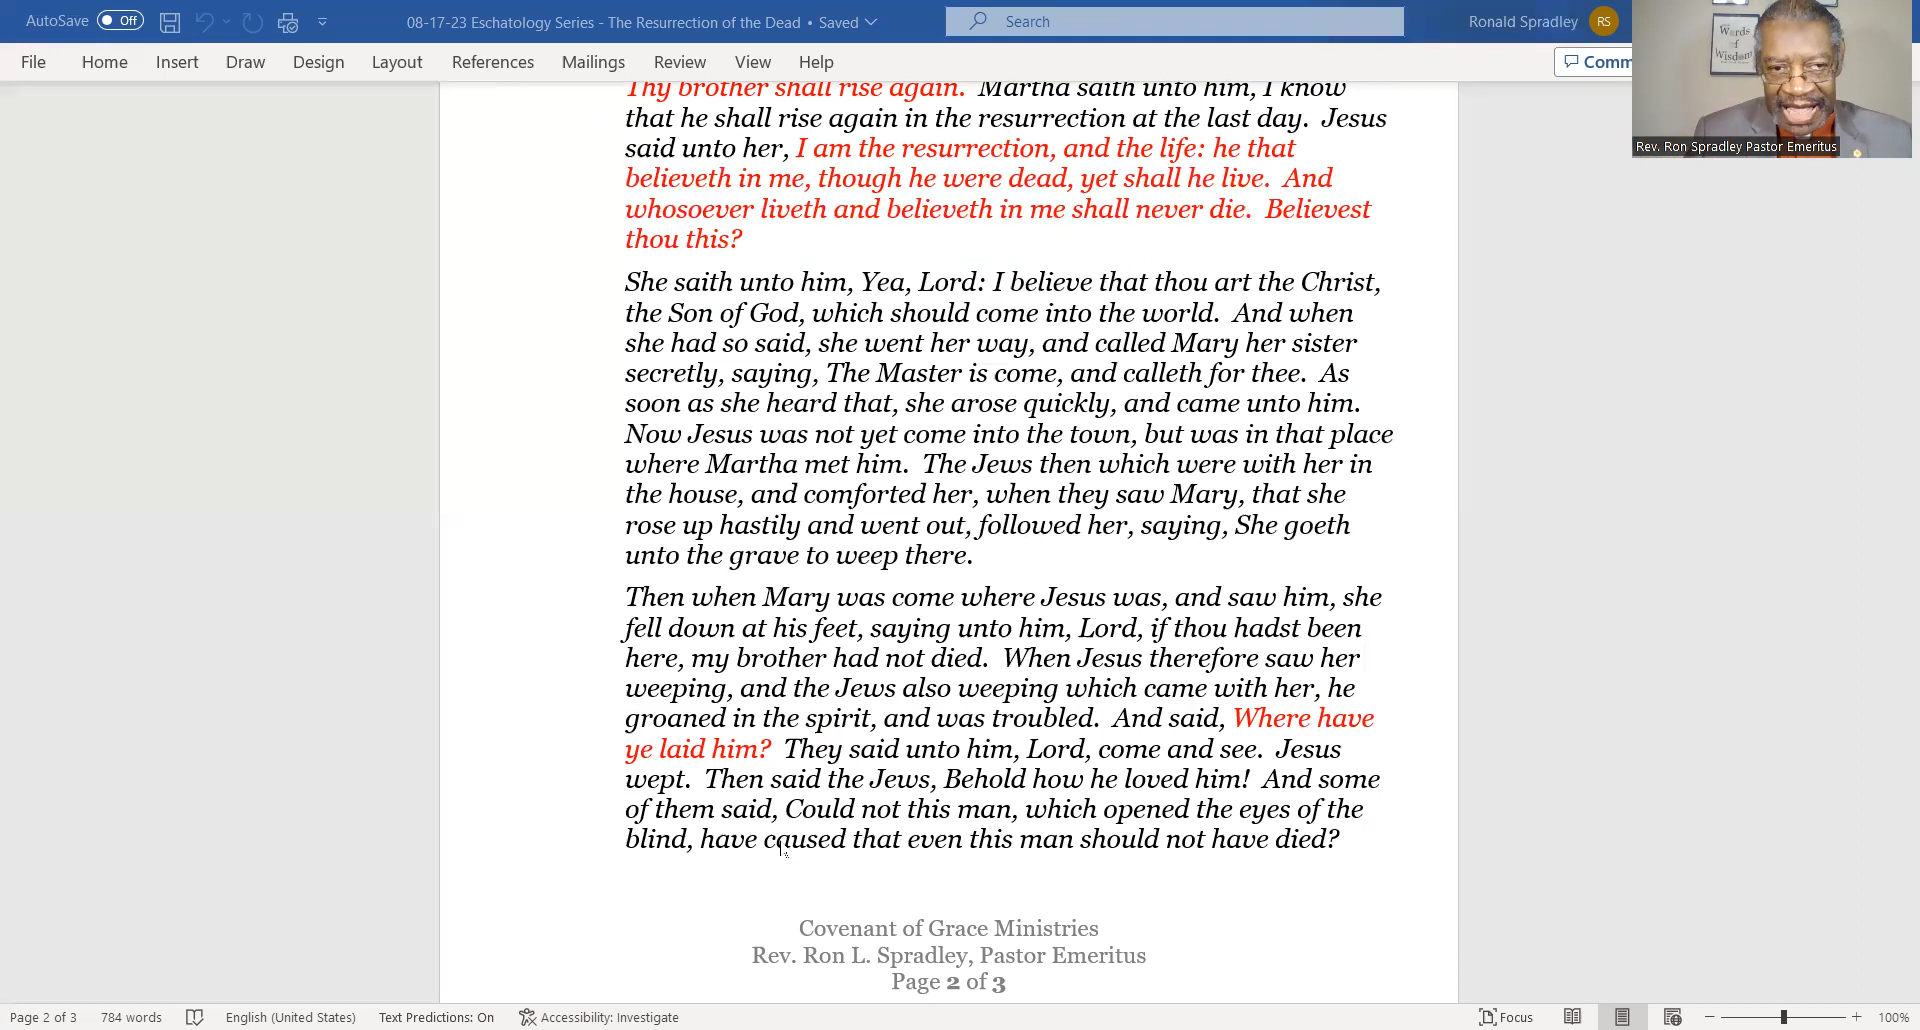 AutoSave Off 08-17-23 Eschatology Series - The Resurrection of the Dead • Saved Search Ronald Spradley RS
File Home Insert Draw Design Layout References Mailings Review View Help Comm
Words
of
Wisdom
Rev. Ron Spradley Pastor Emeritus
Thy brother shall rise again. Martha saith unto him, I know
that he shall rise again in the resurrection at the last day. Jesus
said unto her, I am the resurrection, and the life: he that
believeth in me, though he were dead, yet shall he live. And
whosoever liveth and believeth in me shall never die. Believest
thou this?
She saith unto him, Yea, Lord: I believe that thou art the Christ,
the Son of God, which should come into the world. And when
she had so said, she went her way, and called Mary her sister
secretly, saying, The Master is come, and calleth for thee. As
soon as she heard that, she arose quickly, and came unto him.
Now Jesus was not yet come into the town, but was in that place
where Martha met him. The Jews then which were with her in
the house, and comforted her, when they saw Mary, that she
rose up hastily and went out, followed her, saying, She goeth
unto the grave to weep there.
Then when Mary was come where Jesus was, and saw him, she
fell down at his feet, saying unto him, Lord, if thou hadst been
here, my brother had not died. When Jesus therefore saw her
weeping, and the Jews also weeping which came with her, he
groaned in the spirit, and was troubled. And said, Where have
ye laid him? They said unto him, Lord, come and see. Jesus
wept. Then said the Jews, Behold how he loved him! And some
of them said, Could not this man, which opened the eyes of the
blind, have caused that even this man should not have died?
Covenant of Grace Ministries
Rev. Ron L. Spradley, Pastor Emeritus
Page 2 of 3
Page 2 of 3 784 words English (United States) Text Predictions: On Accessibility: Investigate Focus 100%